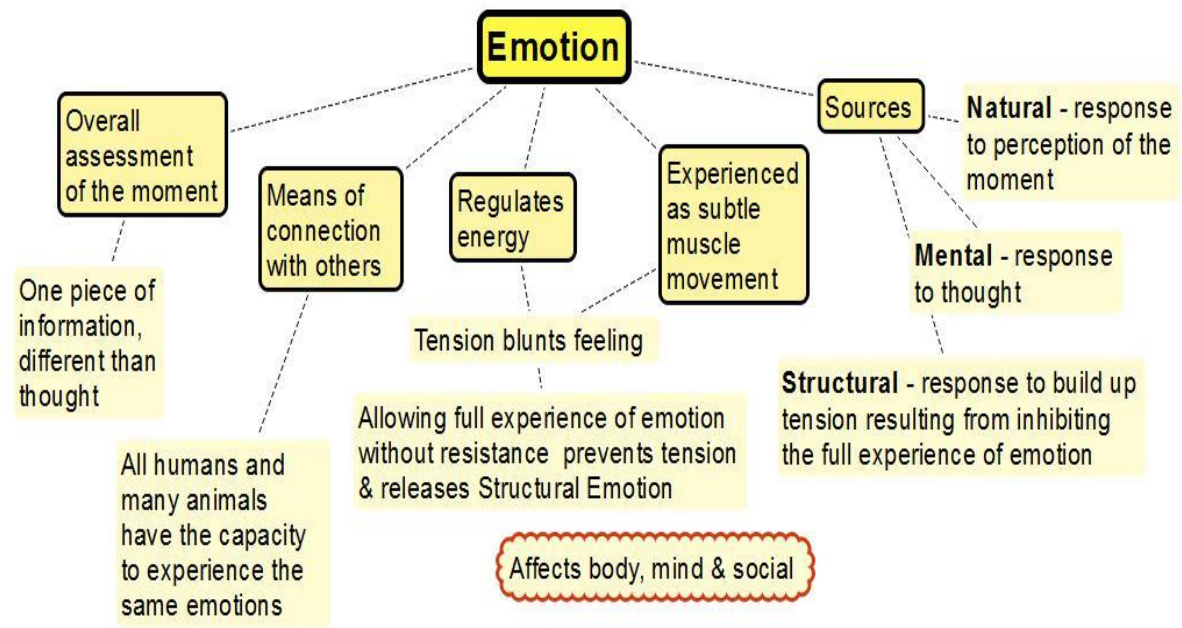 Emotion
Overall
assessment
of the moment
One piece of
information,
different than
thought
Means of
connection
with others
All humans and
many animals
have the capacity
to experience the
same emotions
Regulates
energy
Experienced
as subtle
muscle
movement
Tension blunts feeling
Allowing full experience of emotion
without resistance prevents tension
& releases Structural Emotion
Sources
Natural - response
to perception of the
moment
Mental - response
to thought
Structural - response to build up
tension resulting from inhibiting
the full experience of emotion
Affects body, mind & social